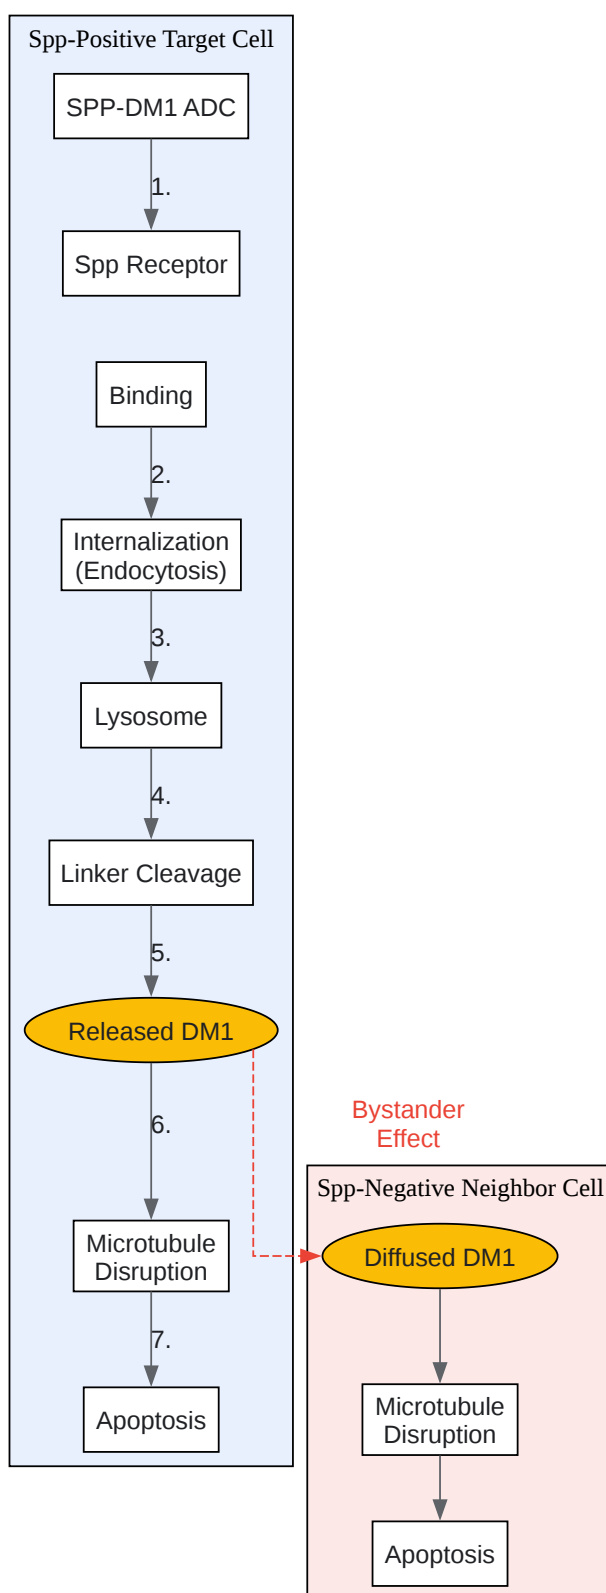 Spp-Positive Target Cell
SPP-DM1 ADC
1.
Spp Receptor
Binding
2.
Internalization
(Endocytosis)
3.
Lysosome
4.
Linker Cleavage
5.
Released DM1
6.
Microtubule
Disruption
7.
Apoptosis
Bystander
Effect
Spp-Negative Neighbor Cell
Diffused DM1
Microtubule
Disruption
Apoptosis